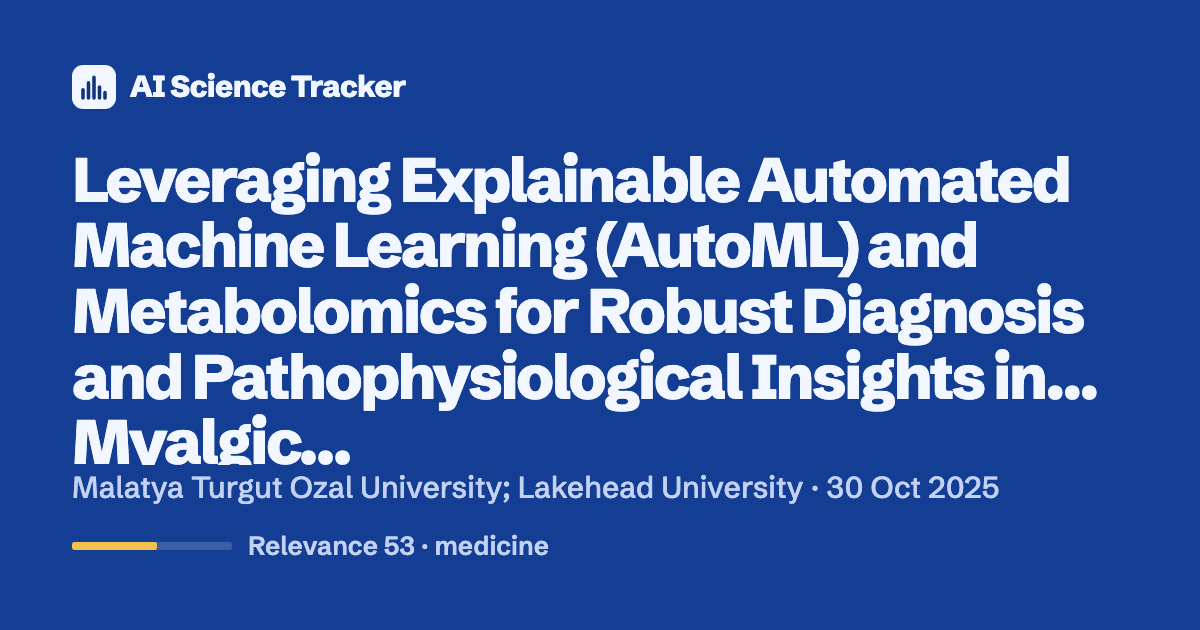 AI Science Tracker
Leveraging Explainable Automated
Machine Learning (AutoML) and
Metabolomics for Robust Diagnosis
and Pathophysiological Insights in...
Myalgic...
Malatya Turgut Ozal University; Lakehead University · 30 Oct 2025
Relevance 53 · medicine